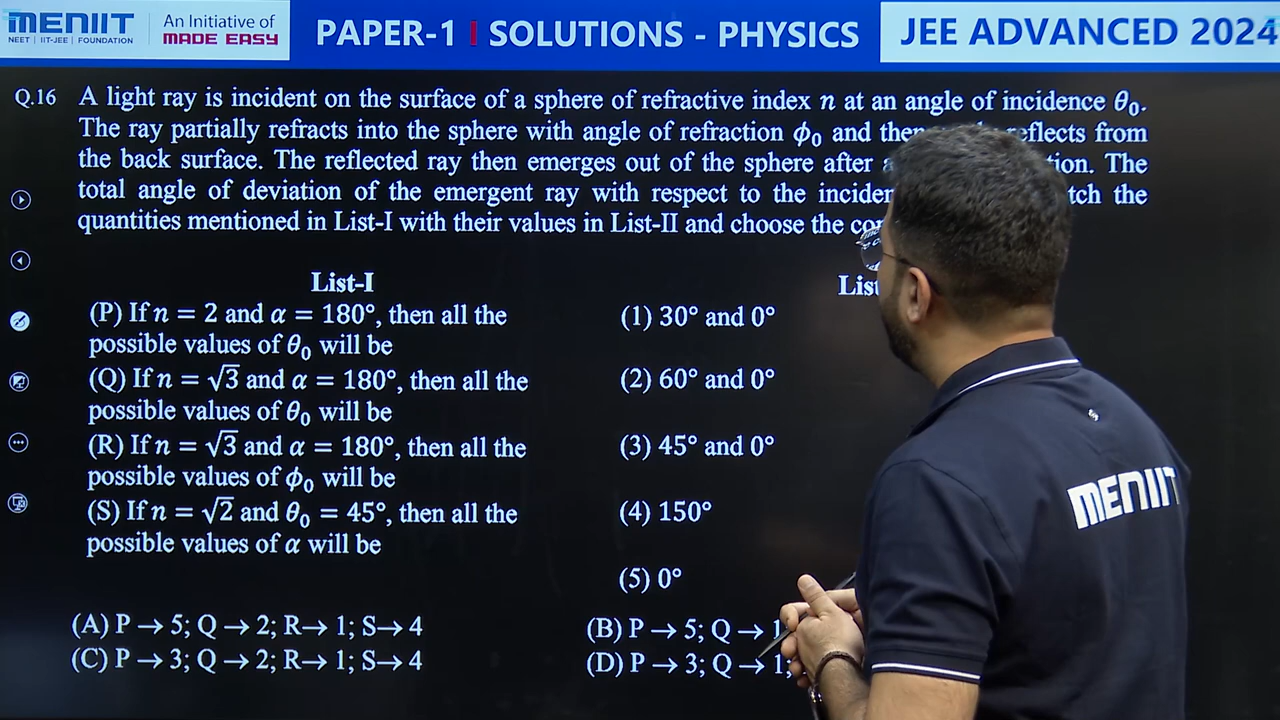 MENIIT
NEET | IIT-JEE | FOUNDATION
An Initiative of
MADE EASY
PAPER-1 | SOLUTIONS - PHYSICS
JEE ADVANCED 2024
Q.16 A light ray is incident on the surface of a sphere of refractive index n at an angle of incidence θ₀.
The ray partially refracts into the sphere with angle of refraction ϕ₀ and then reflects from
the back surface. The reflected ray then emerges out of the sphere after The
total angle of deviation of the emergent ray with respect to the the
quantities mentioned in List-I with their values in List-II and choose the
List-I
List
(P) If n = 2 and α = 180°, then all the
possible values of θ₀ will be
(1) 30° and 0°
(Q) If n = √3 and α = 180°, then all the
possible values of θ₀ will be
(2) 60° and 0°
(R) If n = √3 and α = 180°, then all the
possible values of ϕ₀ will be
(3) 45° and 0°
(S) If n = √2 and θ₀ = 45°, then all the
possible values of α will be
(4) 150°
(5) 0°
(A) P → 5; Q → 2; R→ 1; S→ 4
(B) P → 5; Q → 1
(C) P → 3; Q → 2; R→ 1; S→ 4
(D) P → 3; Q → 1;
MENIIT